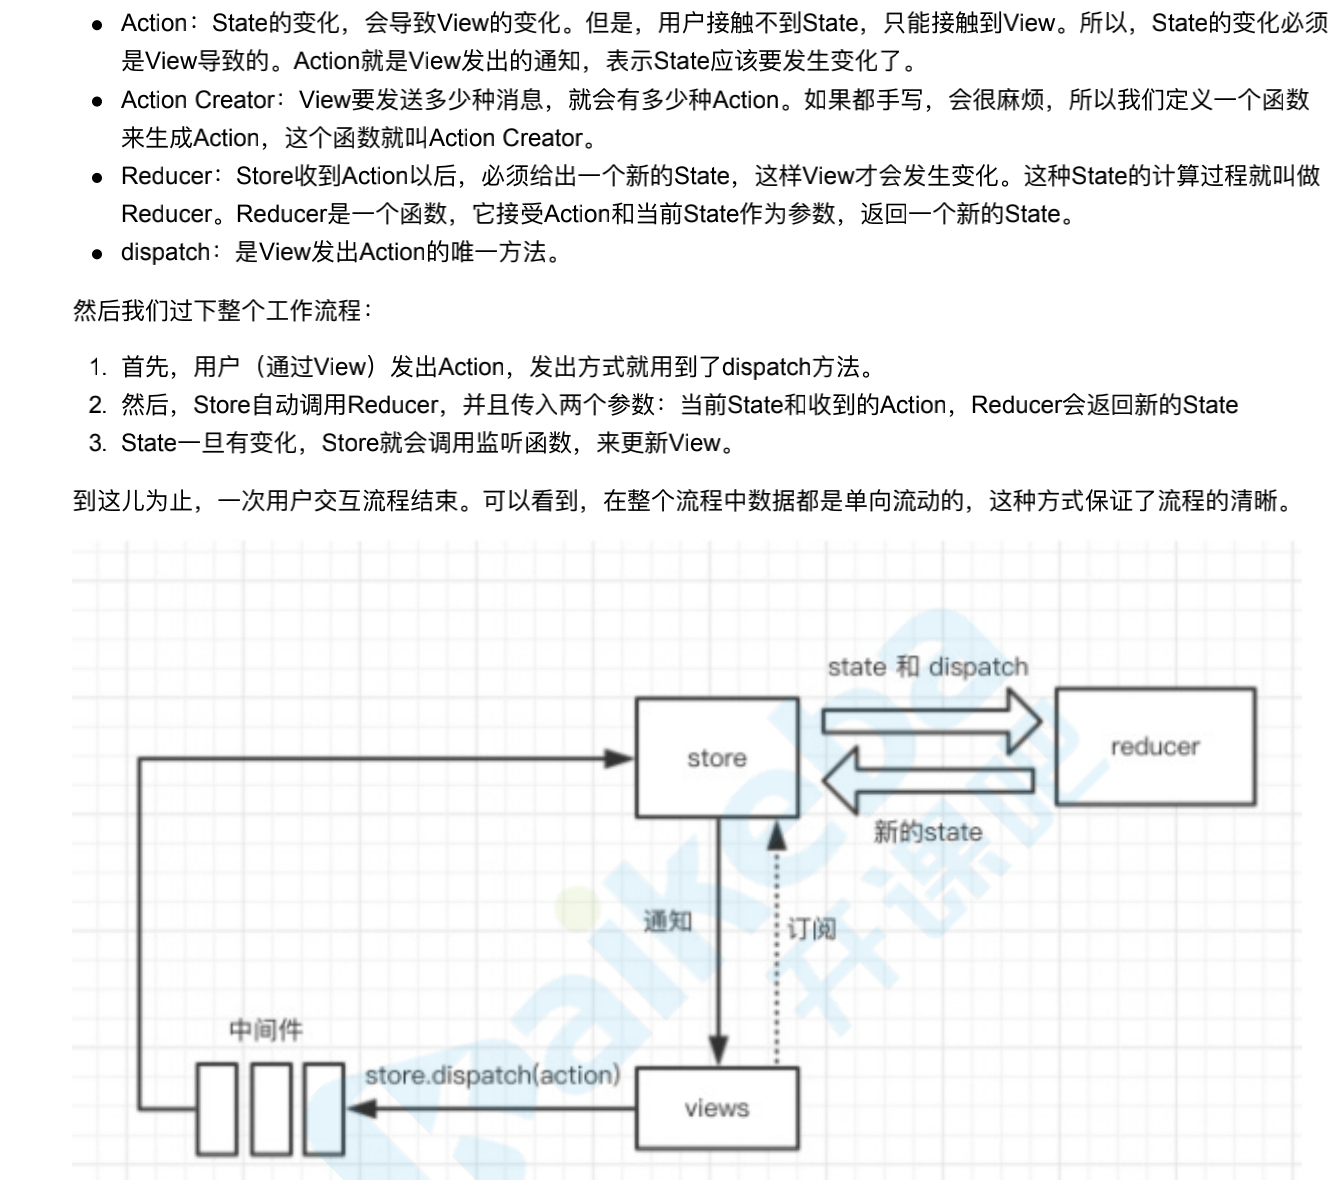 Action：State的变化，会导致View的变化。但是，用户接触不到State，只能接触到View。所以，State的变化必须
是View导致的。Action就是View发出的通知，表示State应该要发生变化了。
Action Creator：View要发送多少种消息，就会有多少种Action。如果都手写，会很麻烦，所以我们定义一个函数
来生成Action，这个函数就叫Action Creator。
Reducer：Store收到Action以后，必须给出一个新的State，这样View才会发生变化。这种State的计算过程就叫做
Reducer。Reducer是一个函数，它接受Action和当前State作为参数，返回一个新的State。
dispatch：是View发出Action的唯一方法。
然后我们过下整个工作流程：
1. 首先，用户（通过View）发出Action，发出方式就用到了dispatch方法。
2. 然后，Store自动调用Reducer，并且传入两个参数：当前State和收到的Action，Reducer会返回新的State
3. State一旦有变化，Store就会调用监听函数，来更新View。
到这儿为止，一次用户交互流程结束。可以看到，在整个流程中数据都是单向流动的，这种方式保证了流程的清晰。
state 和 dispatch
store
reducer
新的state
通知
订阅
中间件
store.dispatch(action)
views
kaikeba
开课吧